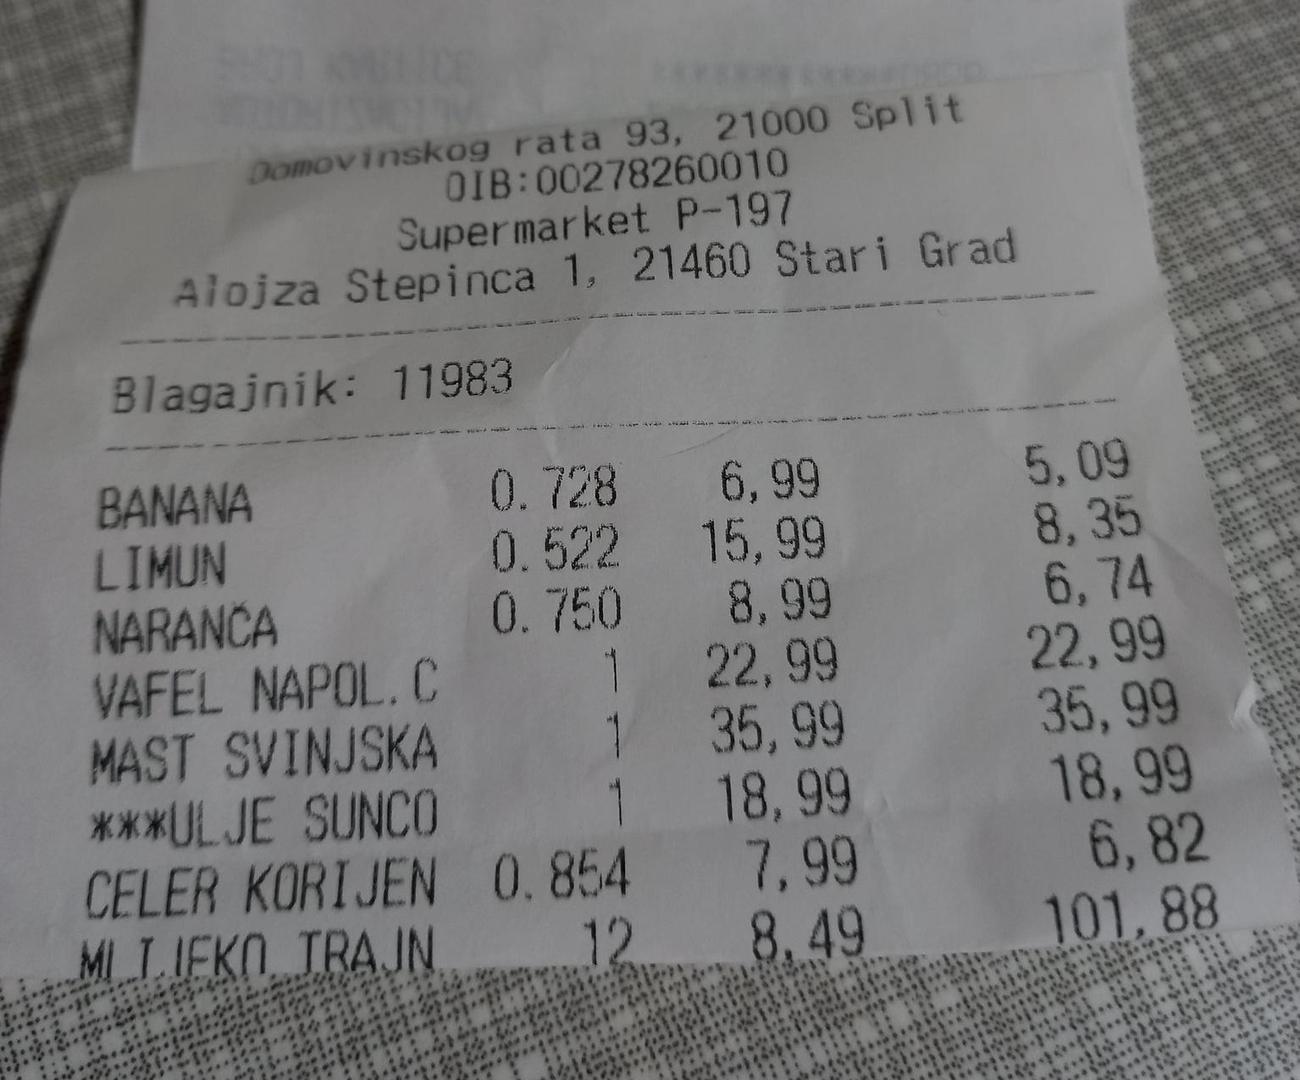 Domovinskog rata 93, 21000 Split
OIB:00278260010
Supermarket P-197
Alojza Stepinca 1, 21460 Stari Grad
Blagajnik: 11983
BANANA 0.728 6,99 5,09
LIMUN 0.522 15,99 8,35
NARANČA 0.750 8,99 6,74
VAFEL NAPOL.C 1 22,99 22,99
MAST SVINJSKA 1 35,99 35,99
***ULJE SUNCO 1 18,99 18,99
CELER KORIJEN 0.854 7,99 6,82
MLIJEKO TRAJN 12 8,49 101,88